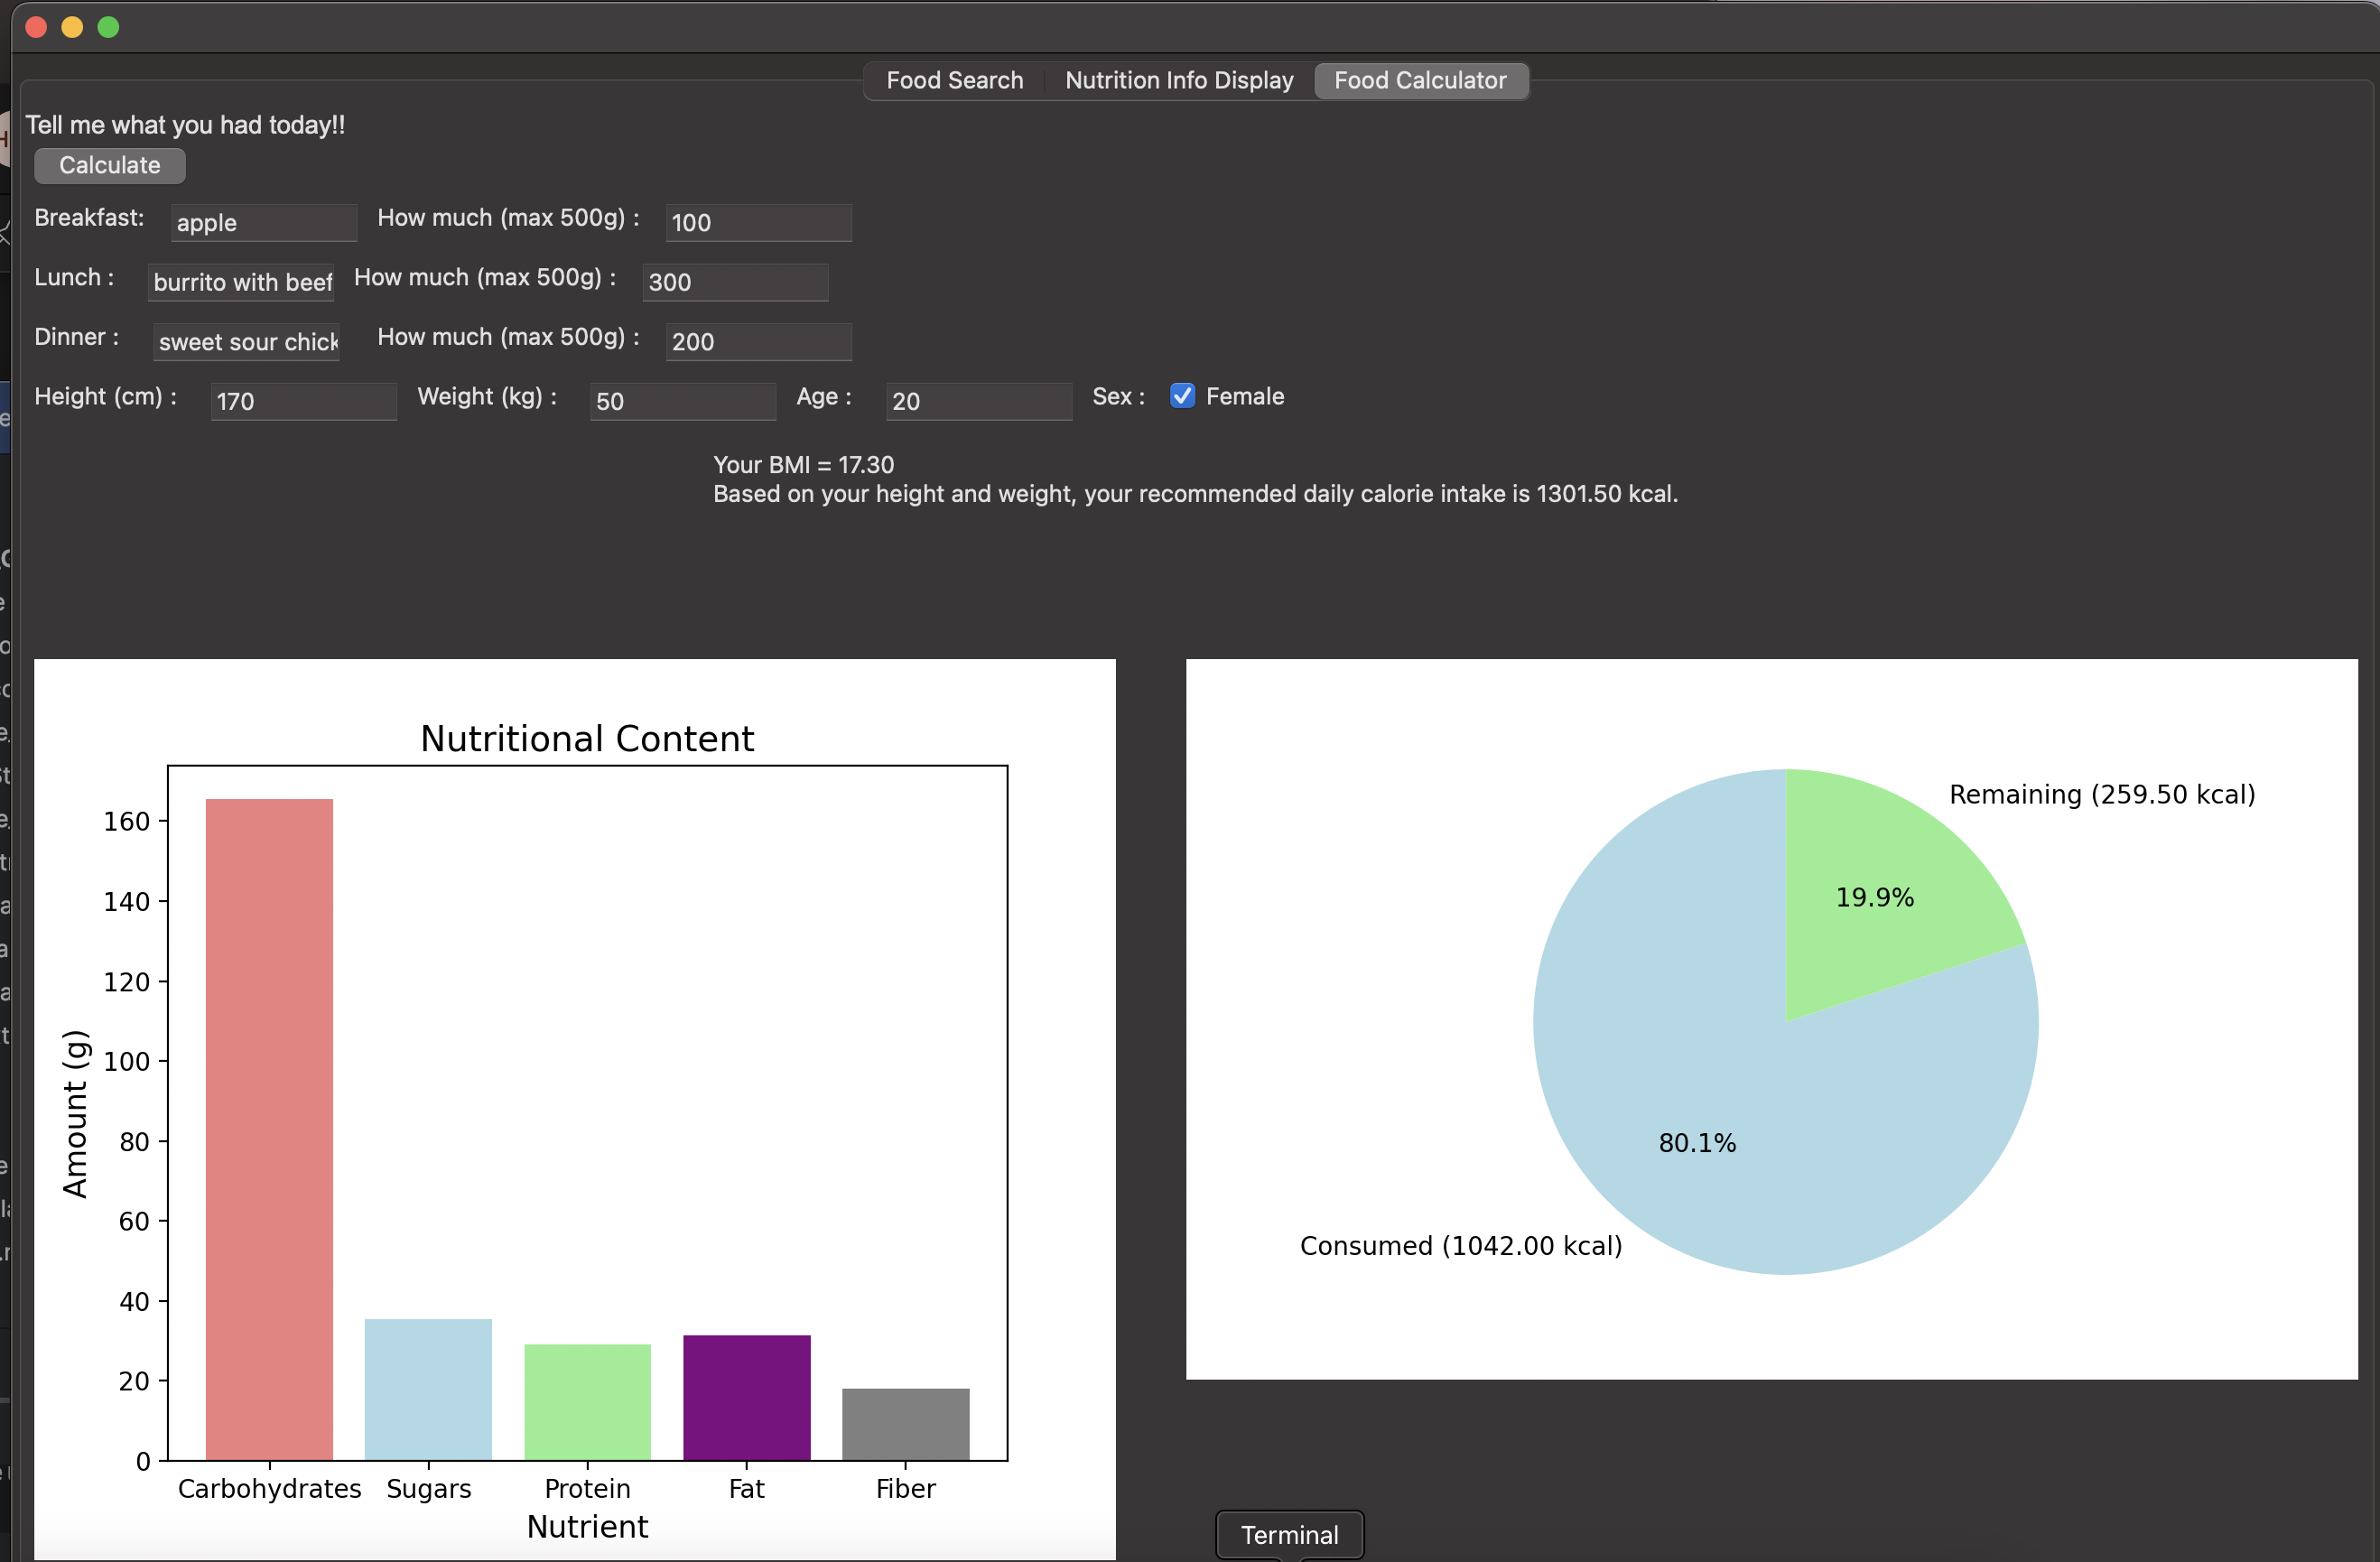 Food Search Nutrition Info Display Food Calculator
Tell me what you had today!!
Calculate
Breakfast: apple How much (max 500g) : 100
Lunch : burrito with beef How much (max 500g) : 300
Dinner : sweet sour chick How much (max 500g) : 200
Height (cm) : 170 Weight (kg) : 50 Age : 20 Sex : Female
Your BMI = 17.30
Based on your height and weight, your recommended daily calorie intake is 1301.50 kcal.
Nutritional Content
160
140
120
100
80
60
40
20
0
Amount (g)
Carbohydrates Sugars Protein Fat Fiber
Nutrient
Remaining (259.50 kcal)
19.9%
80.1%
Consumed (1042.00 kcal)
Terminal